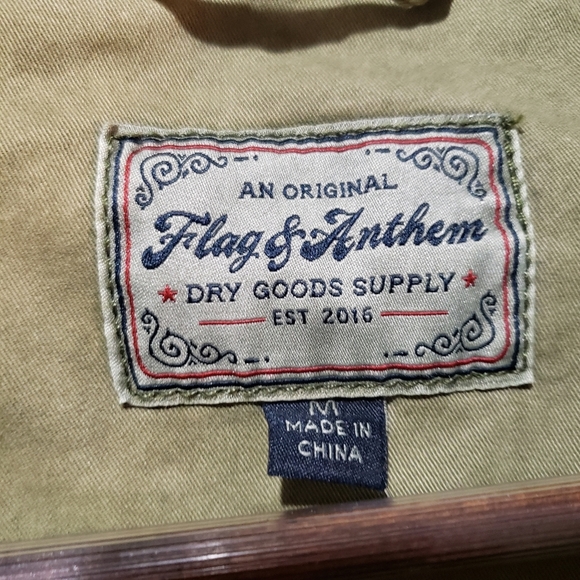 AN ORIGINAL
Flag & Anthem
DRY GOODS SUPPLY
EST 2016
M
MADE IN
CHINA